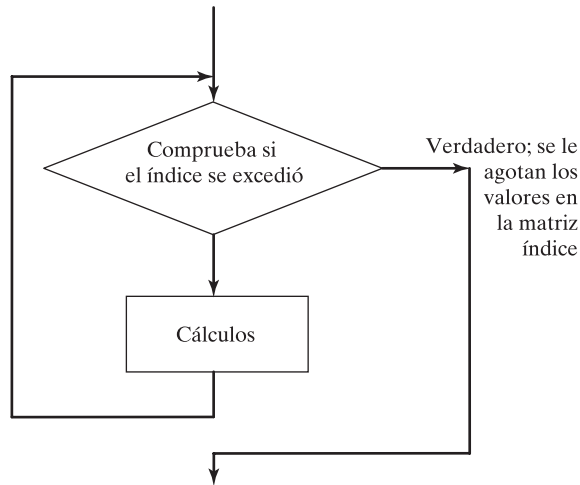 Comprueba si
el índice se excedió
Verdadero; se le
agotan los
valores en
la matriz
índice
Cálculos